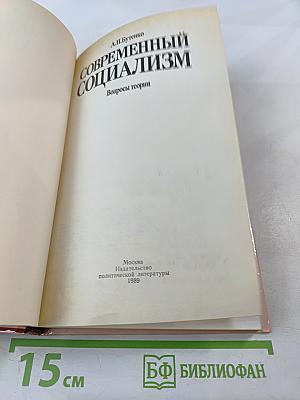 А.П.Бутенко
СОВРЕМЕННЫЙ
СОЦИАЛИЗМ
Вопросы теории
Москва
Издательство
политической литературы
1989
15 см
БФ БИБЛИОФАН